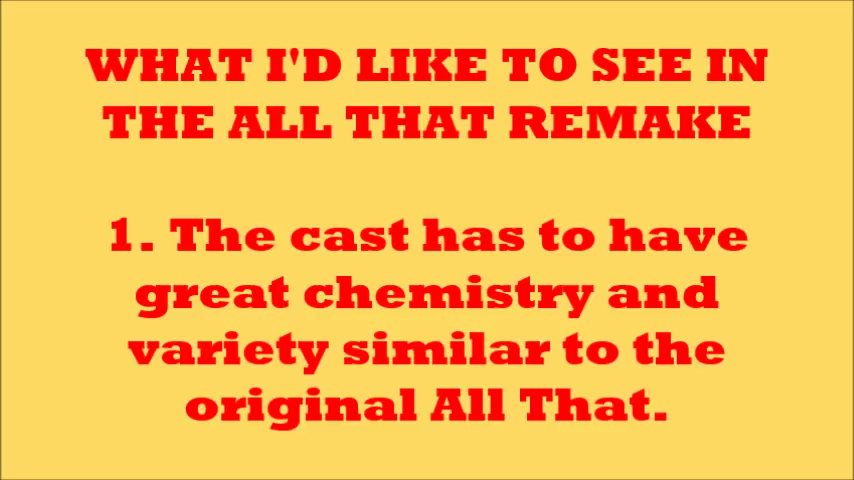 WHAT I'D LIKE TO SEE IN
THE ALL THAT REMAKE
1. The cast has to have
great chemistry and
variety similar to the
original All That.